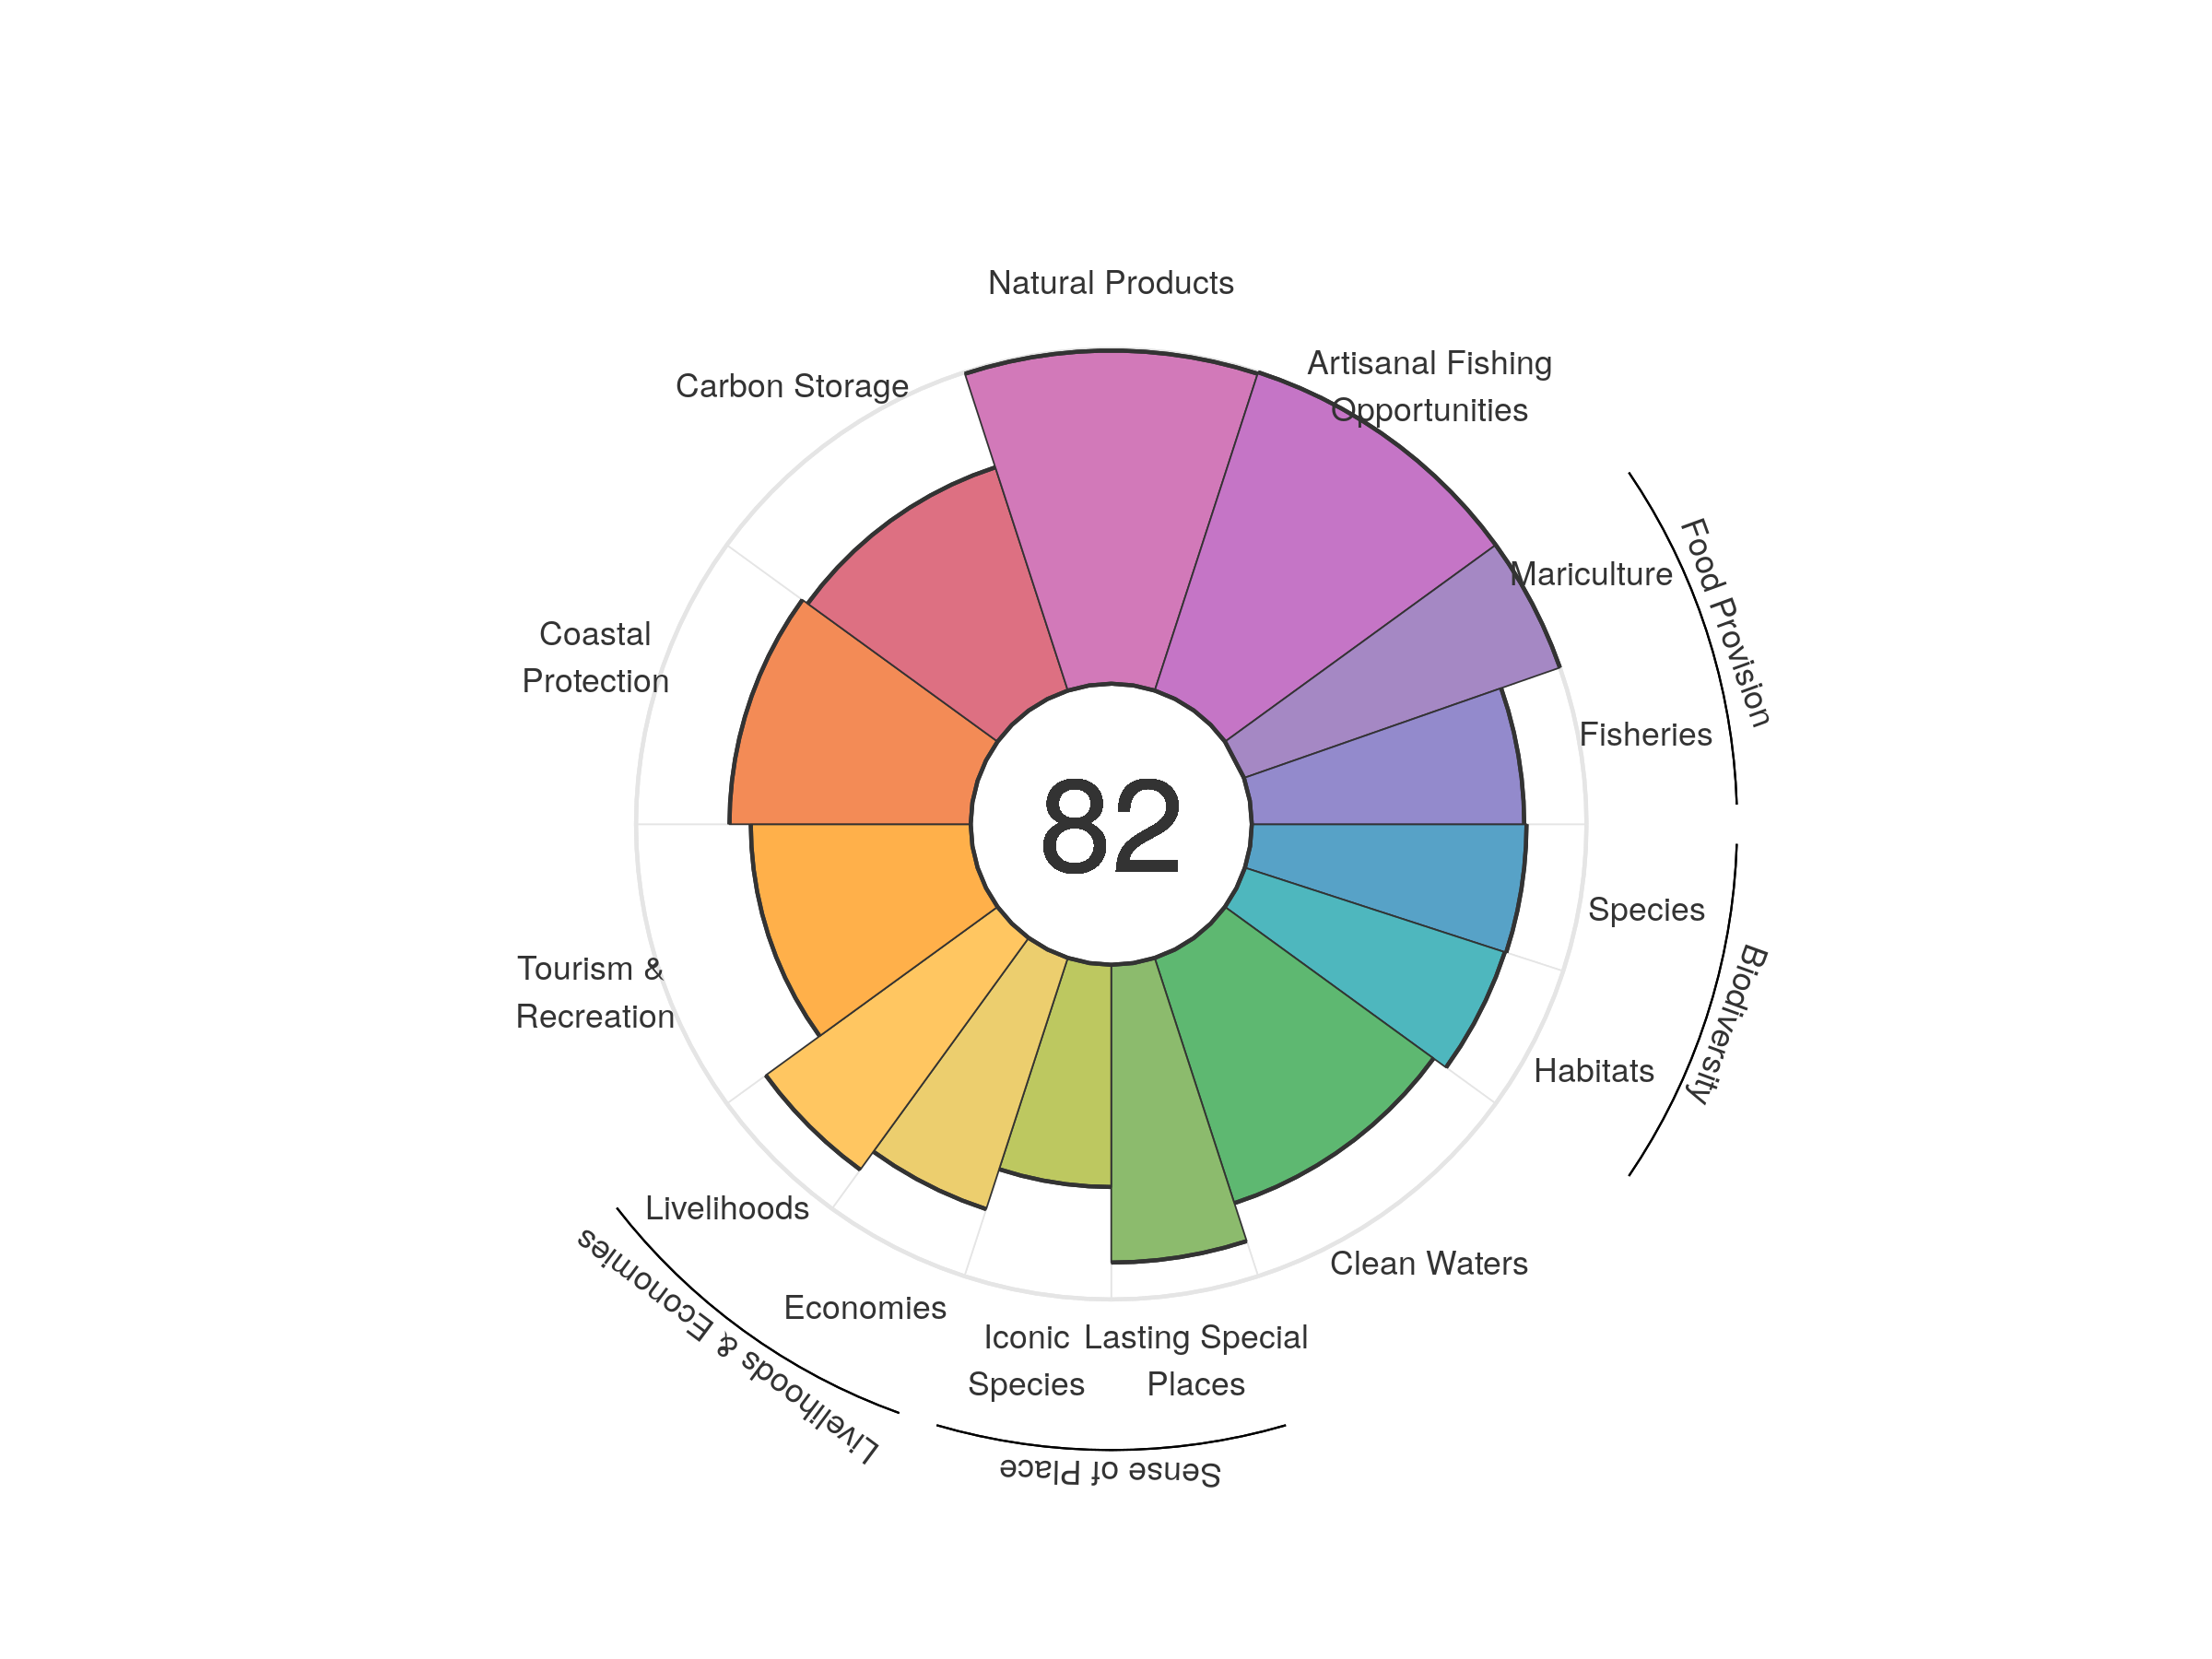 Natural Products
Artisanal Fishing
Opportunities
Carbon Storage
Mariculture
Food Provision
Coastal
Protection
Fisheries
82
Species
Biodiversity
Tourism &
Recreation
Habitats
Livelihoods
Clean Waters
Livelihoods & Economies
Economies
Iconic
Species
Lasting Special
Places
Sense of Place